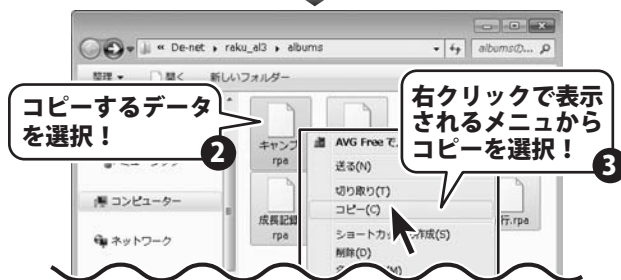 « De-net ▸ raku_al3 ▸ albums
albumsの...
整理 ▼ 開く 新しいフォルダー
コピーするデータ
を選択！
2
右クリックで表示
されるメニューから
コピーを選択！
3
キャンプ
rpa
AVG Free で
送る(N)
切り取り(T)
コピー(C)
コンピューター
成長記録
rpa
行.rpa
ショートカット 作成(S)
削除(D)
ネットワーク
(M)